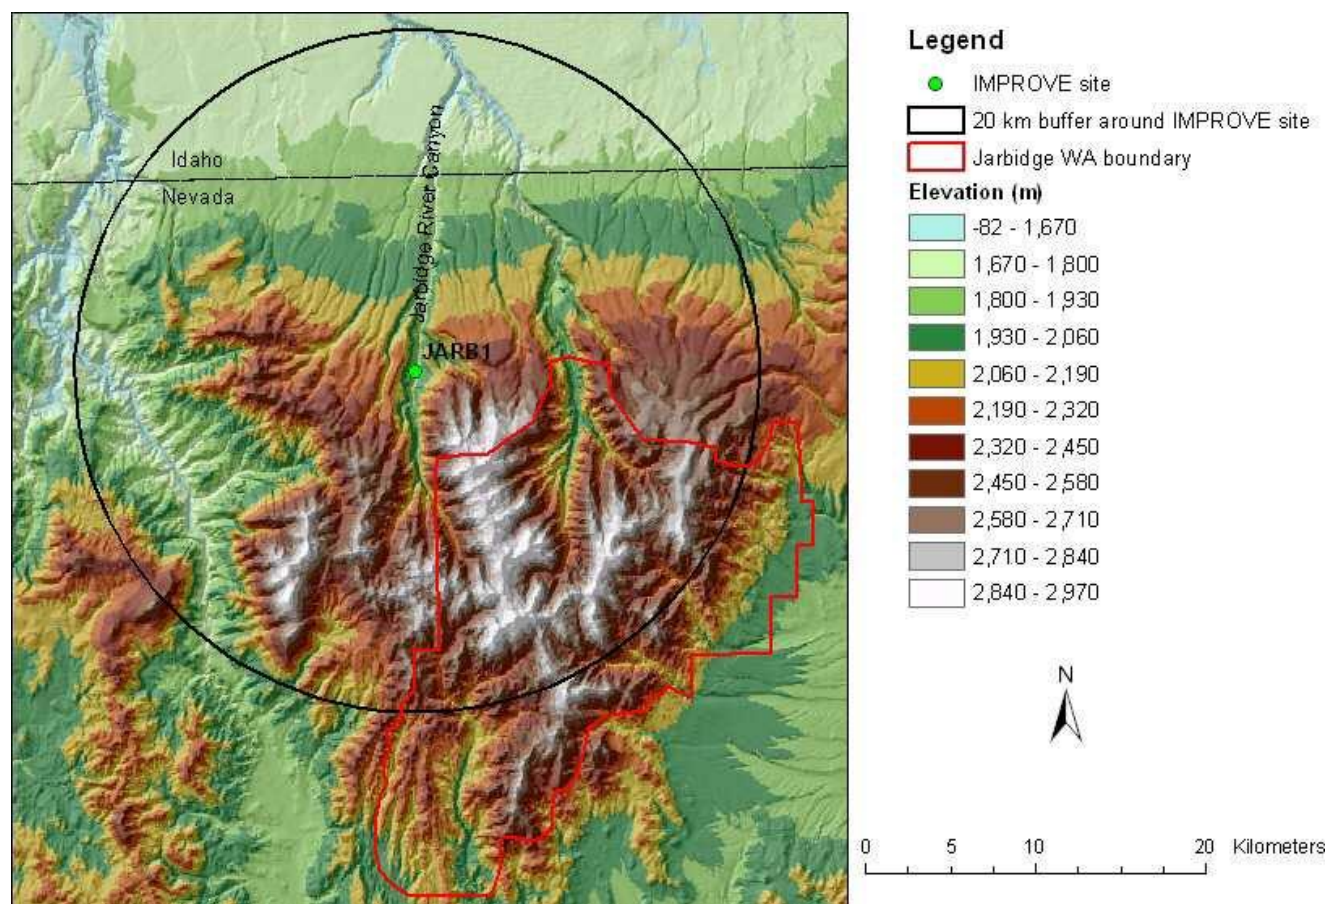 Idaho
Nevada
Jarbidge River Canyon
JARB1
Legend
IMPROVE site
20 km buffer around IMPROVE site
Jarbidge WA boundary
Elevation (m)
-82 - 1,670
1,670 - 1,800
1,800 - 1,930
1,930 - 2,060
2,060 - 2,190
2,190 - 2,320
2,320 - 2,450
2,450 - 2,580
2,580 - 2,710
2,710 - 2,840
2,840 - 2,970
N
0 5 10 20 Kilometers